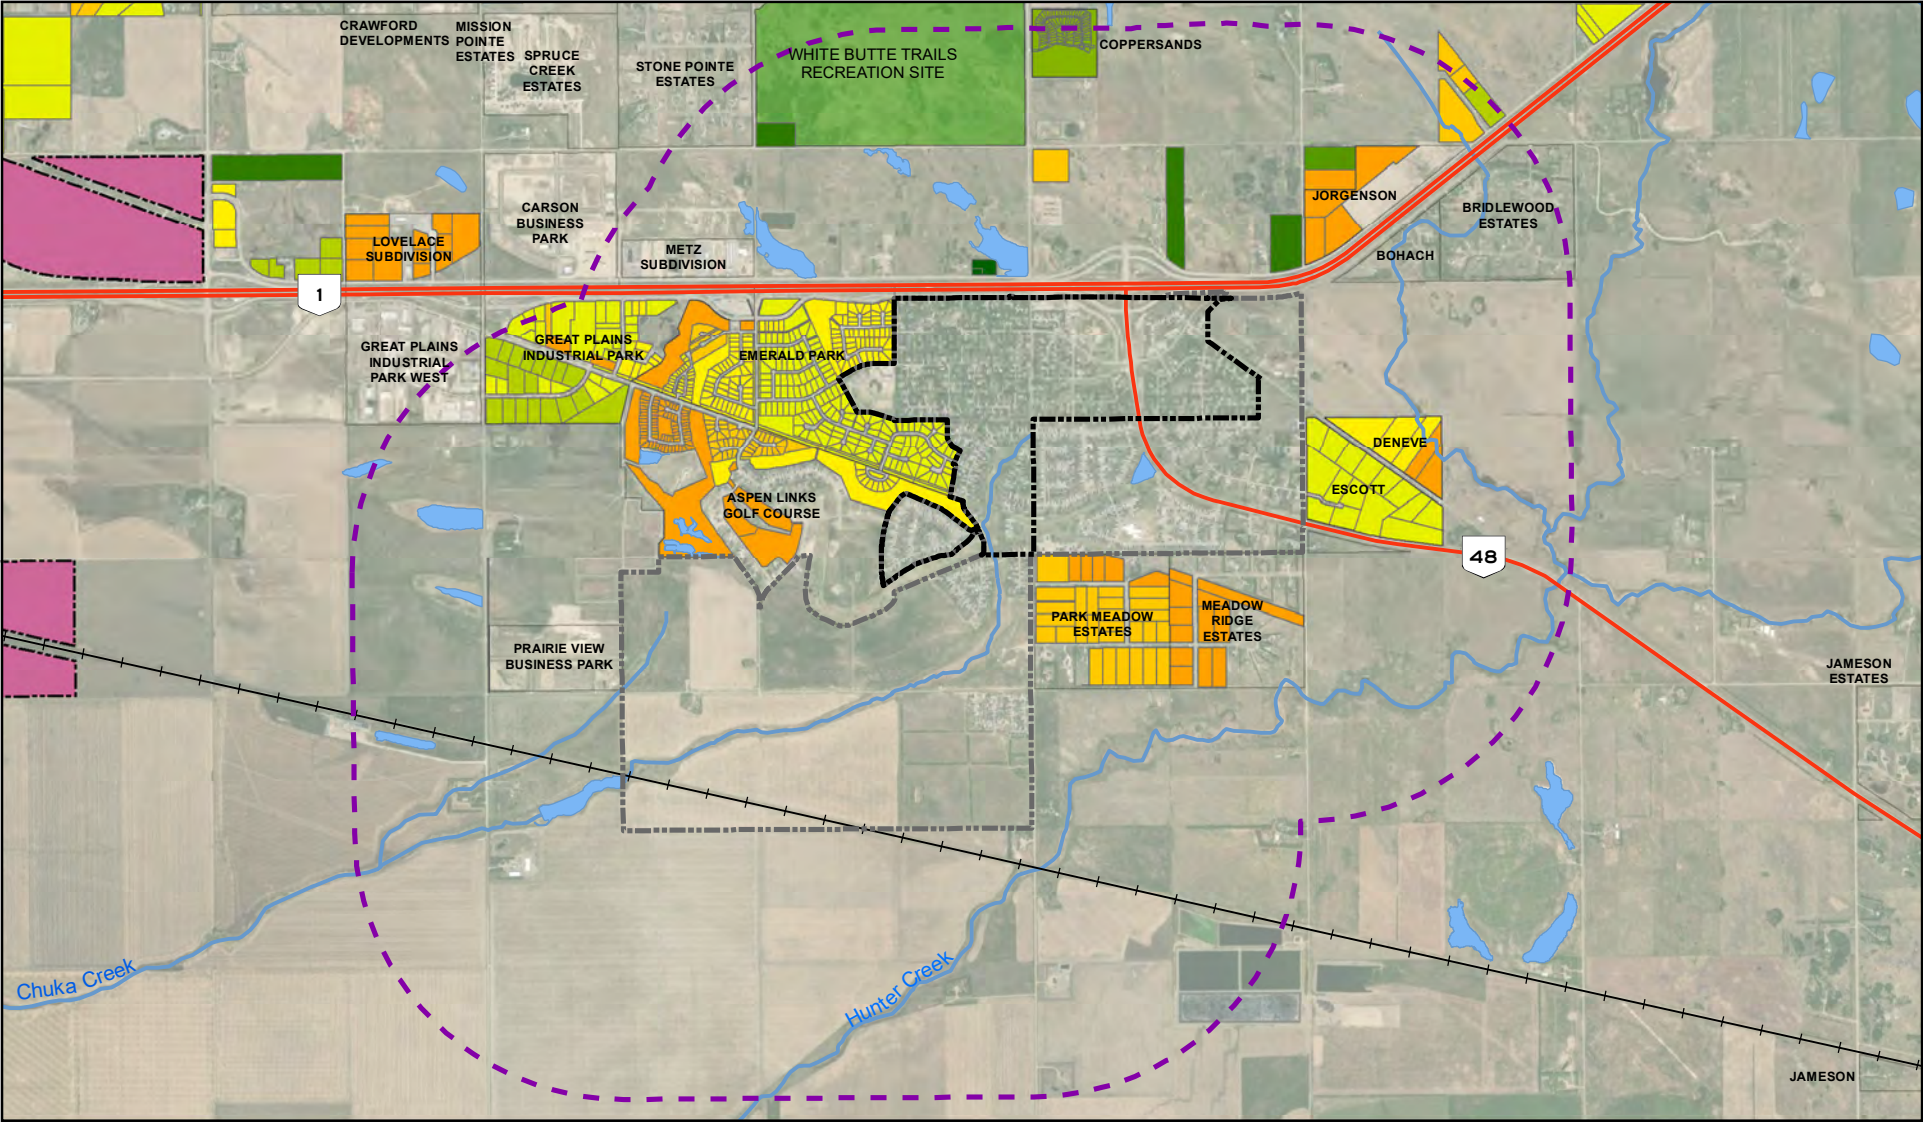 CRAWFORD
DEVELOPMENTS
MISSION
POINTE
ESTATES
SPRUCE
CREEK
ESTATES
STONE POINTE
ESTATES
WHITE BUTTE TRAILS
RECREATION SITE
COPPERSANDS
CARSON
BUSINESS
PARK
LOVELACE
SUBDIVISION
METZ
SUBDIVISION
JORGENSON
BRIDLEWOOD
ESTATES
BOHACH
1
GREAT PLAINS
INDUSTRIAL
PARK WEST
GREAT PLAINS
INDUSTRIAL PARK
EMERALD PARK
DENEVE
ESCOTT
ASPEN LINKS
GOLF COURSE
48
PARK MEADOW
ESTATES
MEADOW
RIDGE
ESTATES
PRAIRIE VIEW
BUSINESS PARK
JAMESON
ESTATES
Chuka Creek
Hunter Creek
JAMESON